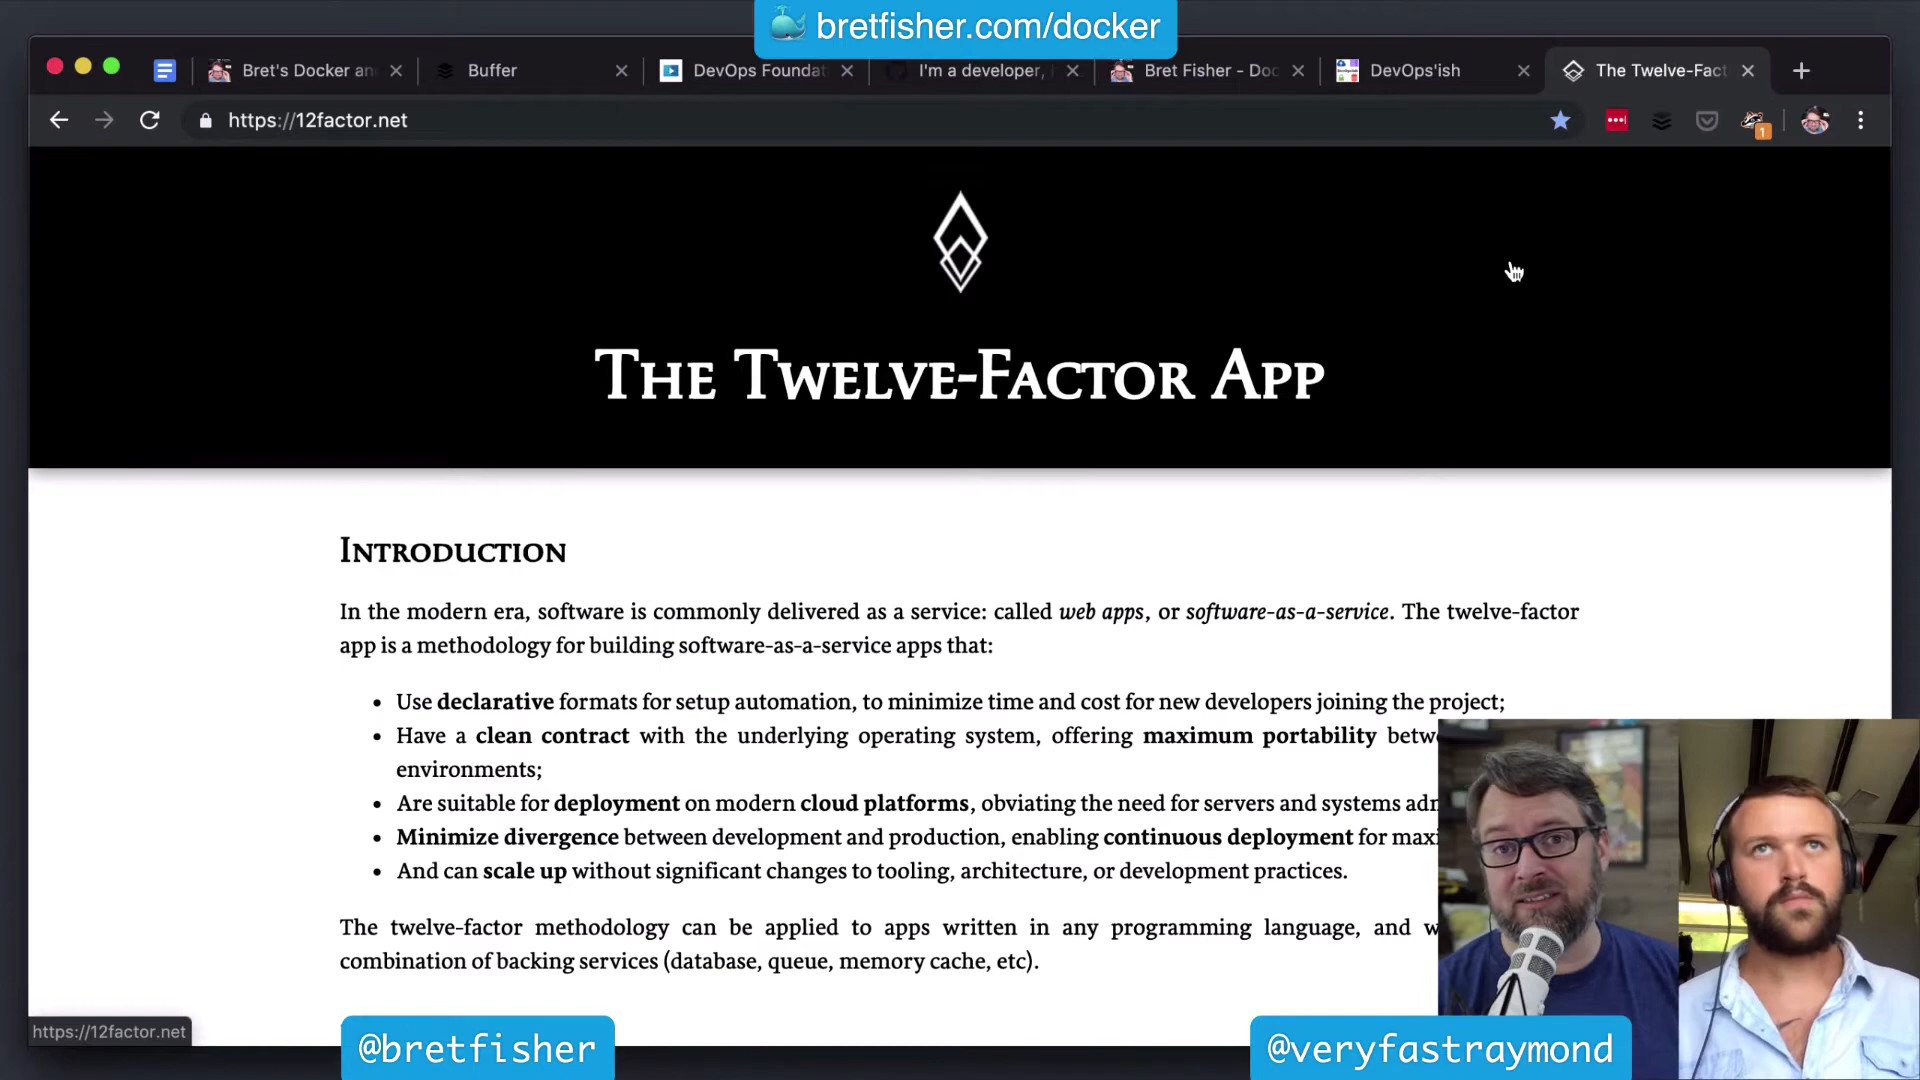 bretfisher.com/docker
Bret's Docker an
Buffer
DevOps Foundat
I'm a developer,
Bret Fisher - Doc
DevOps'ish
The Twelve-Fact
https://12factor.net
1
The Twelve-Factor App
Introduction
In the modern era, software is commonly delivered as a service: called web apps, or software-as-a-service. The twelve-factor
app is a methodology for building software-as-a-service apps that:
• Use declarative formats for setup automation, to minimize time and cost for new developers joining the project;
• Have a clean contract with the underlying operating system, offering maximum portability betw
environments;
• Are suitable for deployment on modern cloud platforms, obviating the need for servers and systems adm
• Minimize divergence between development and production, enabling continuous deployment for maxi
• And can scale up without significant changes to tooling, architecture, or development practices.
The twelve-factor methodology can be applied to apps written in any programming language, and w
combination of backing services (database, queue, memory cache, etc).
https://12factor.net
@bretfisher
@veryfastraymond